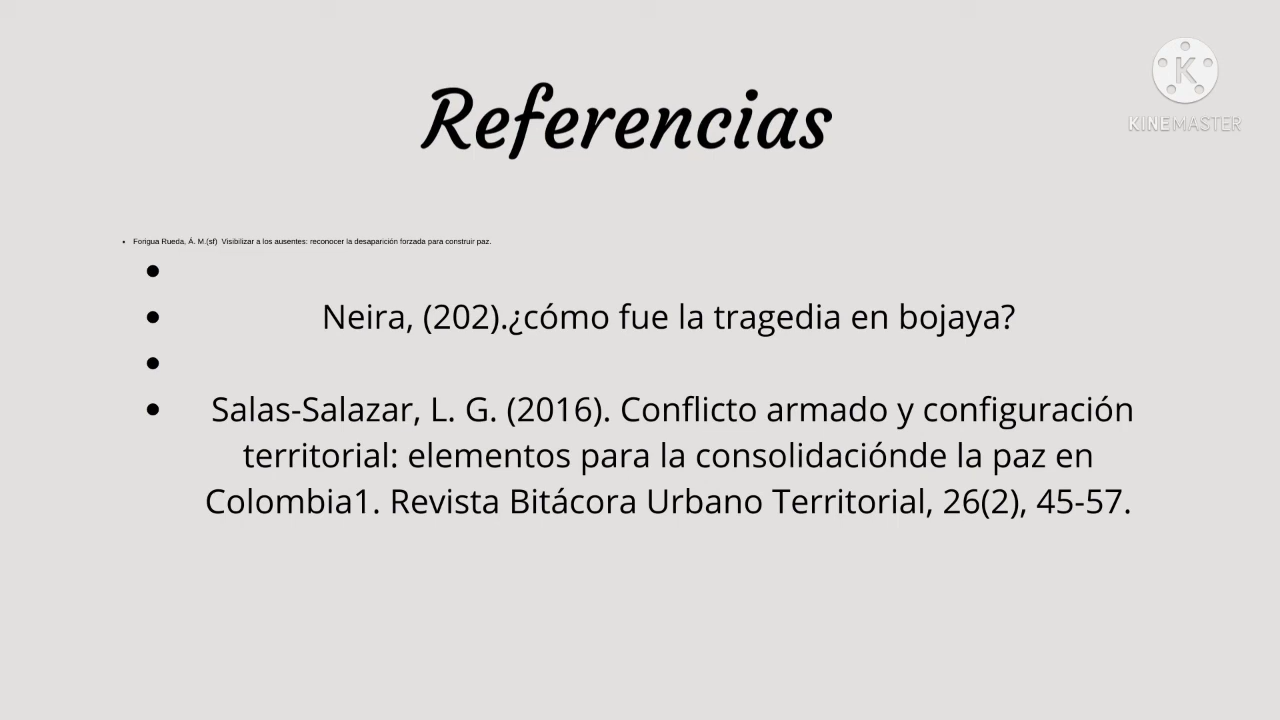 Referencias
KINEMASTER
• Forigua Rueda, Á. M.(sf) Visibilizar a los ausentes: reconocer la desaparición forzada para construir paz.
•
• Neira, (202).¿cómo fue la tragedia en bojaya?
•
• Salas-Salazar, L. G. (2016). Conflicto armado y configuración
territorial: elementos para la consolidaciónde la paz en
Colombia1. Revista Bitácora Urbano Territorial, 26(2), 45-57.